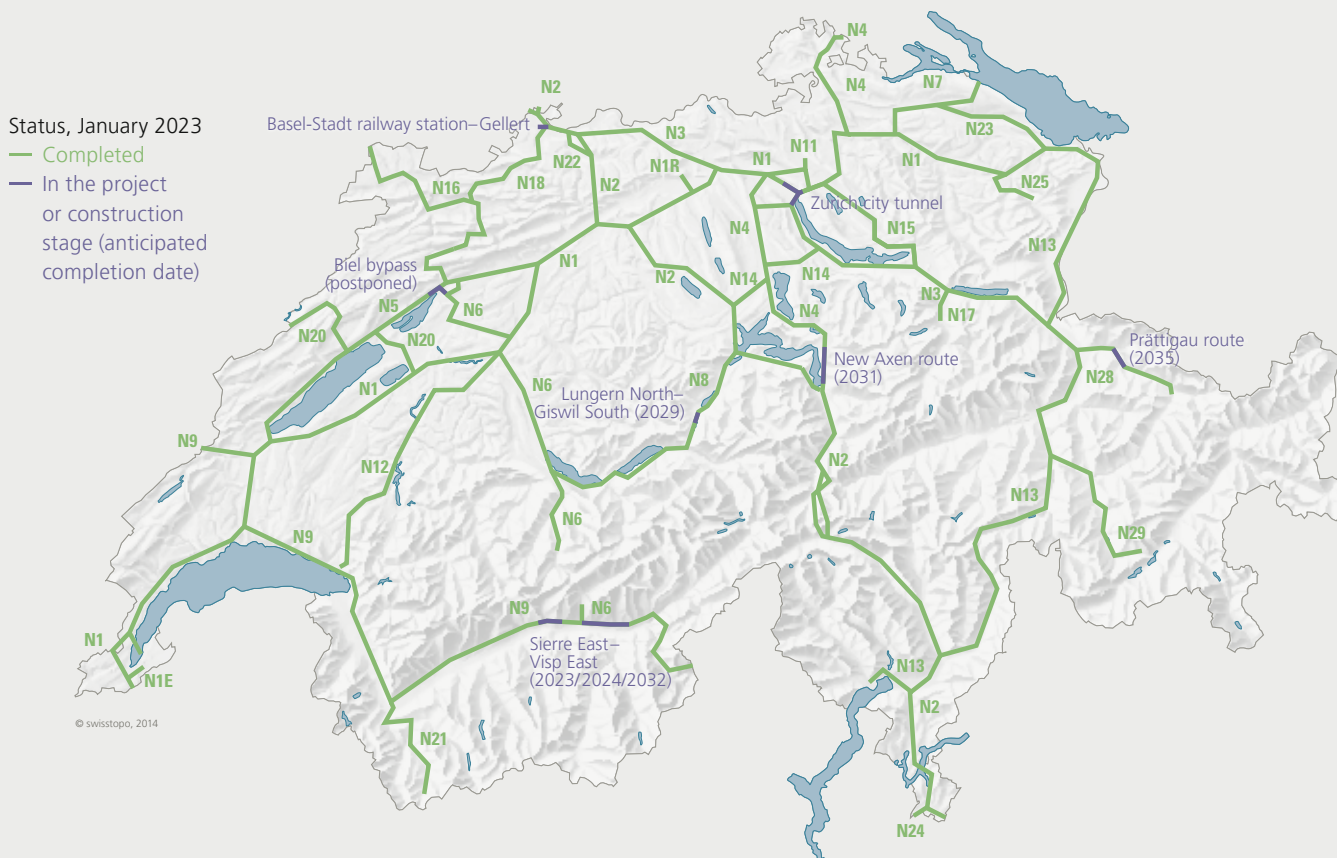 N4
N2
N4
N7
Status, January 2023
Completed
In the project
or construction
stage (anticipated
completion date)
Basel-Stadt railway station–Gellert
N3
N23
N22
N1R
N1
N11
N1
N16
N18
N2
N25
Zurich city tunnel
N4
N15
N13
Biel bypass
(postponed)
N1
N2
N14
N14
N3
N5
N6
N4
N17
N20
N20
New Axen route
(2031)
Prättigau route
(2035)
N1
N6
N8
N28
Lungern North–
Giswil South (2029)
N9
N12
N2
N13
N6
N9
N29
N9
N6
N1
Sierre East–
Visp East
(2023/2024/2032)
N13
N1E
N2
© swisstopo, 2014
N21
N24